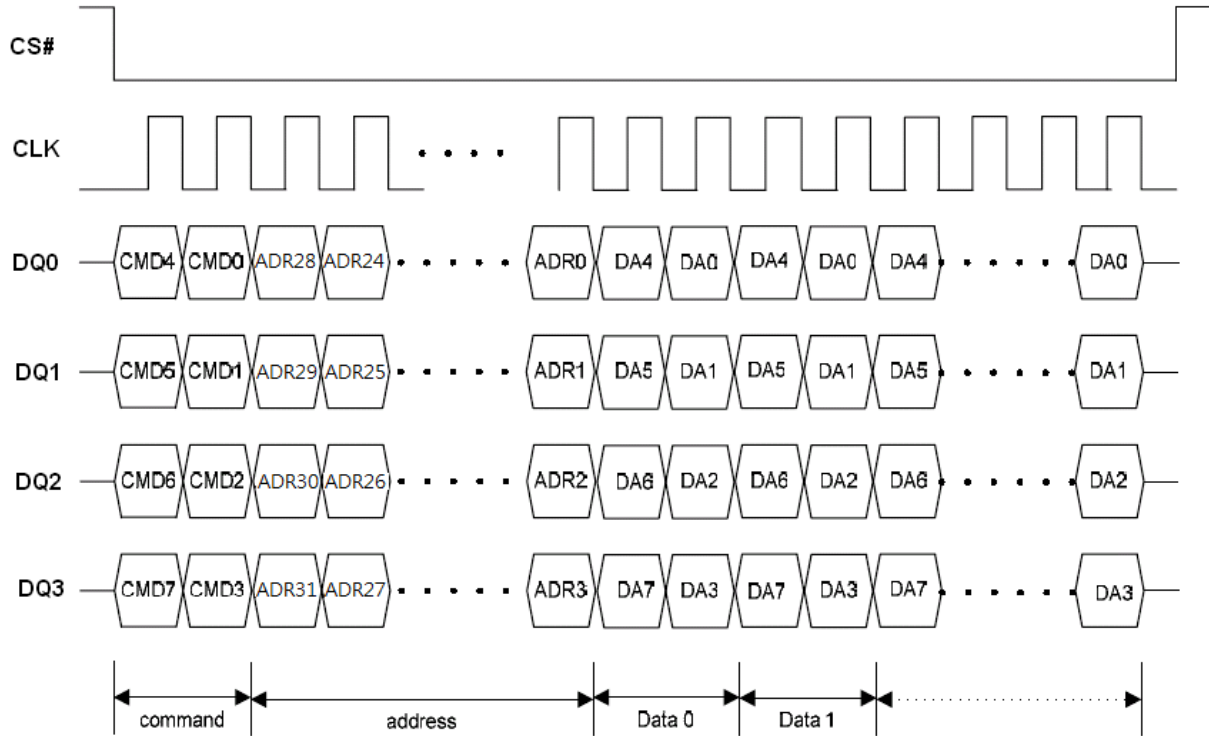 CS#
CLK
DQ0 CMD4 CMD0 ADR28 ADR24 ADR0 DA4 DA0 DA4 DA0 DA4 DA0
DQ1 CMD5 CMD1 ADR29 ADR25 ADR1 DA5 DA1 DA5 DA1 DA5 DA1
DQ2 CMD6 CMD2 ADR30 ADR26 ADR2 DA6 DA2 DA6 DA2 DA6 DA2
DQ3 CMD7 CMD3 ADR31 ADR27 ADR3 DA7 DA3 DA7 DA3 DA7 DA3
command address Data 0 Data 1